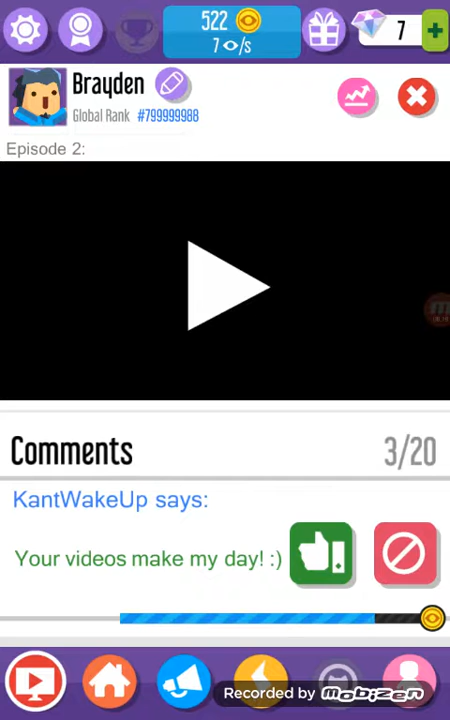 522
7 /s
7
Brayden
Global Rank #799999988
Episode 2:
Comments 3/20
KantWakeUp says:
Your videos make my day! :)
Recorded by mobizen